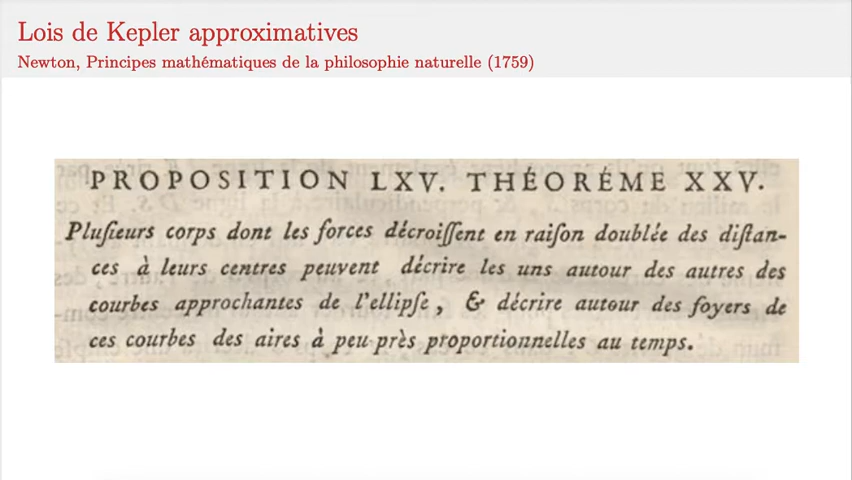 Lois de Kepler approximatives
Newton, Principes mathématiques de la philosophie naturelle (1759)
PROPOSITION LXV. THÉORÉME XXV.
Pluſieurs corps dont les forces décroiſſent en raiſon doublée des diſtan-
ces à leurs centres peuvent décrire les uns autour des autres des
courbes approchantes de l'ellipſe, & décrire autour des foyers de
ces courbes des aires à peu près proportionnelles au temps.